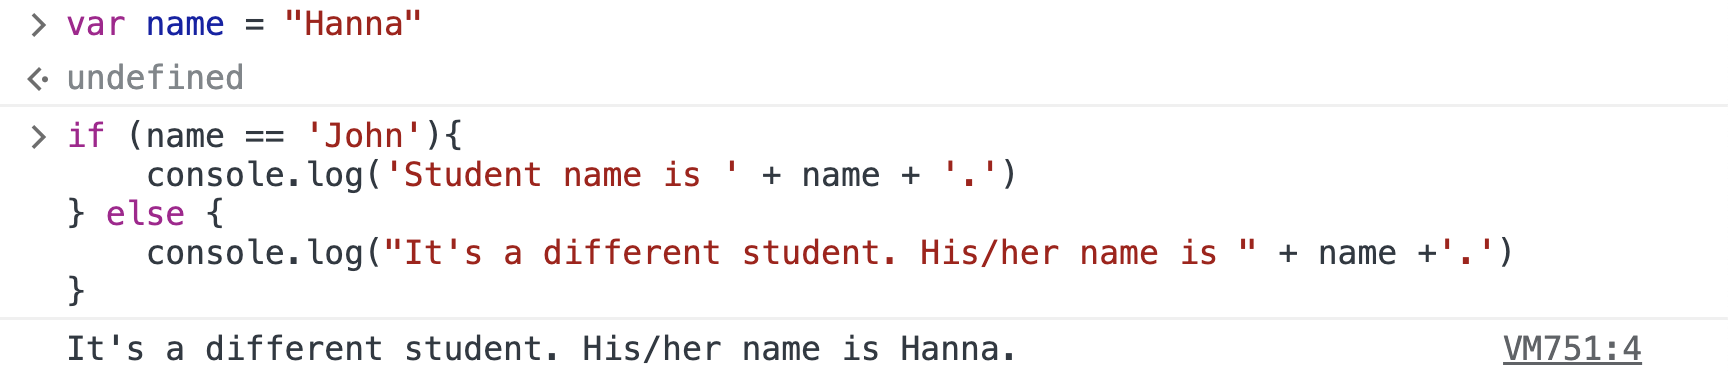 > var name = "Hanna"
<· undefined
> if (name == 'John'){
    console.log('Student name is ' + name + '.')
} else {
    console.log("It's a different student. His/her name is " + name +'.')
}
It's a different student. His/her name is Hanna. VM751:4